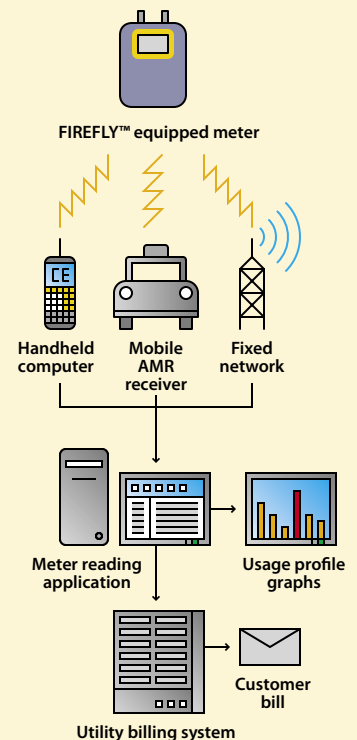 FIREFLY™ equipped meter
CE
Handheld
computer
Mobile
AMR
receiver
Fixed
network
Meter reading
application
Usage profile
graphs
Customer
bill
Utility billing system